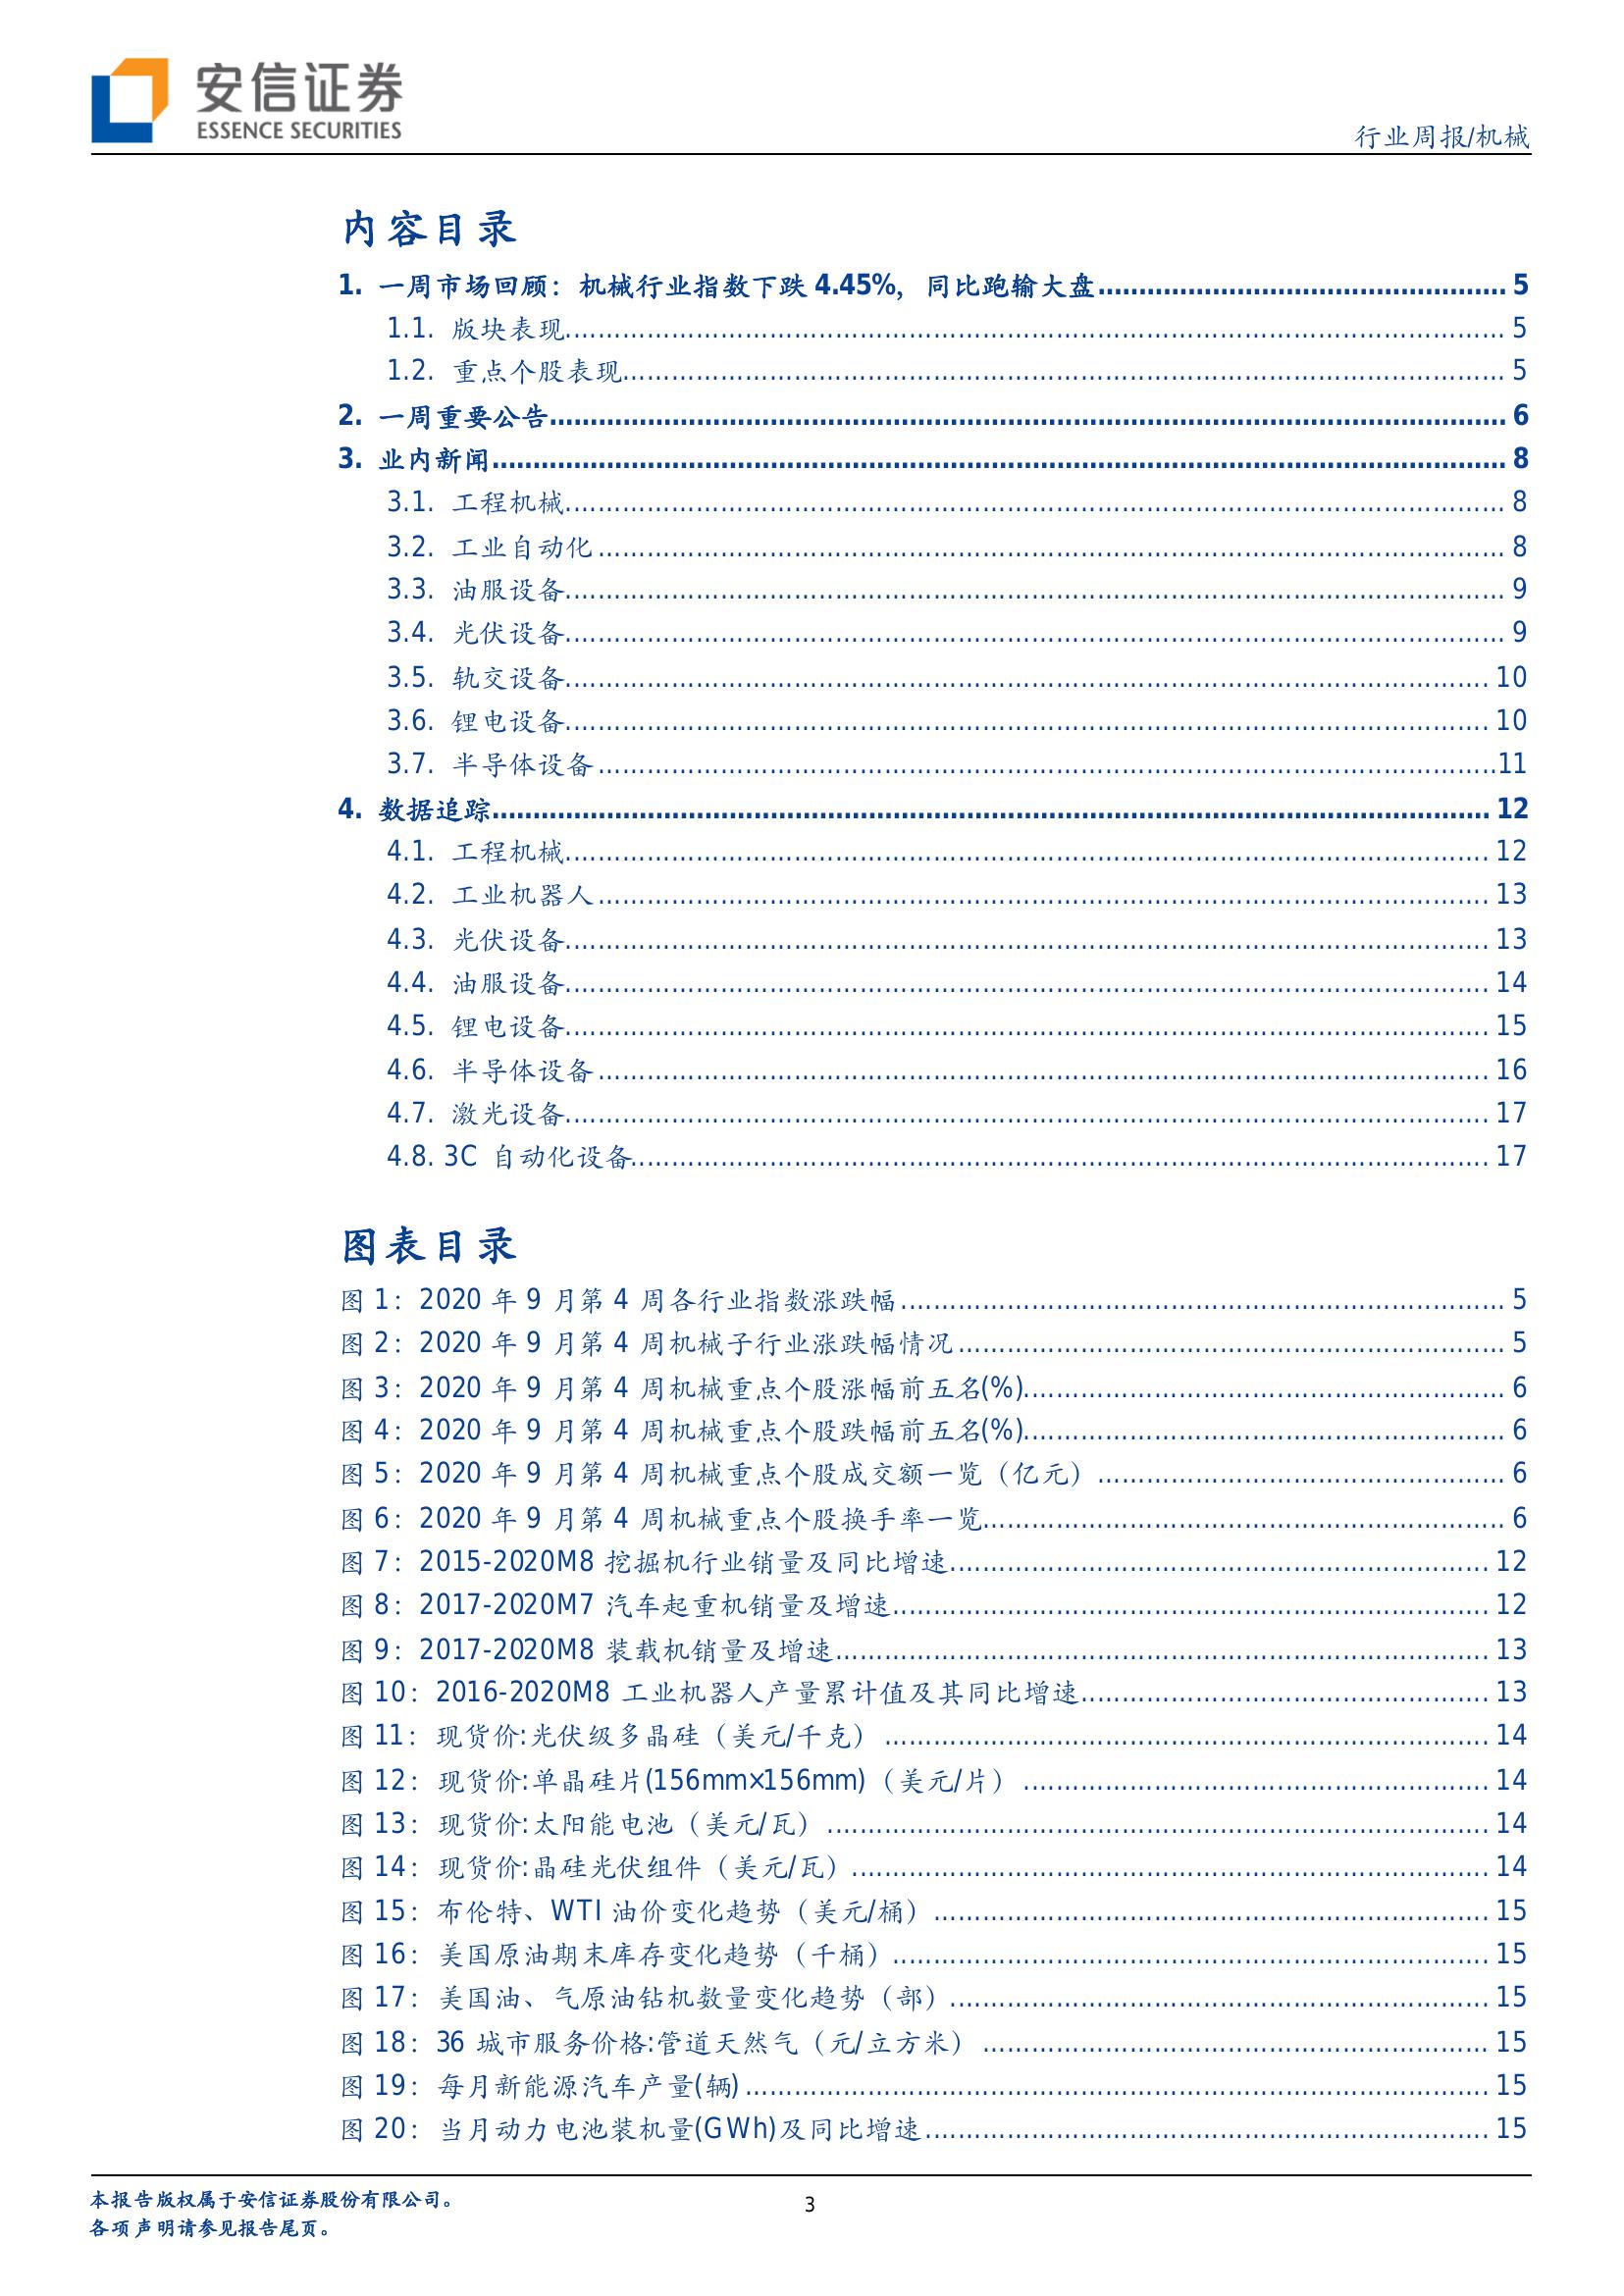 安信证券
ESSENCE SECURITIES
行业周报/机械
内容目录
1. 一周市场回顾：机械行业指数下跌 4.45%，同比跑输大盘 5
1.1. 版块表现 5
1.2. 重点个股表现 5
2. 一周重要公告 6
3. 业内新闻 8
3.1. 工程机械 8
3.2. 工业自动化 8
3.3. 油服设备 9
3.4. 光伏设备 9
3.5. 轨交设备 10
3.6. 锂电设备 10
3.7. 半导体设备 11
4. 数据追踪 12
4.1. 工程机械 12
4.2. 工业机器人 13
4.3. 光伏设备 13
4.4. 油服设备 14
4.5. 锂电设备 15
4.6. 半导体设备 16
4.7. 激光设备 17
4.8. 3C 自动化设备 17
图表目录
图 1：2020 年 9 月第 4 周各行业指数涨跌幅 5
图 2：2020 年 9 月第 4 周机械子行业涨跌幅情况 5
图 3：2020 年 9 月第 4 周机械重点个股涨幅前五名(%) 6
图 4：2020 年 9 月第 4 周机械重点个股跌幅前五名(%) 6
图 5：2020 年 9 月第 4 周机械重点个股成交额一览（亿元） 6
图 6：2020 年 9 月第 4 周机械重点个股换手率一览 6
图 7：2015-2020M8 挖掘机行业销量及同比增速 12
图 8：2017-2020M7 汽车起重机销量及增速 12
图 9：2017-2020M8 装载机销量及增速 13
图 10：2016-2020M8 工业机器人产量累计值及其同比增速 13
图 11：现货价:光伏级多晶硅（美元/千克） 14
图 12：现货价:单晶硅片(156mm×156mm)（美元/片） 14
图 13：现货价:太阳能电池（美元/瓦） 14
图 14：现货价:晶硅光伏组件（美元/瓦） 14
图 15：布伦特、WTI 油价变化趋势（美元/桶） 15
图 16：美国原油期末库存变化趋势（千桶） 15
图 17：美国油、气原油钻机数量变化趋势（部） 15
图 18：36 城市服务价格:管道天然气（元/立方米） 15
图 19：每月新能源汽车产量(辆) 15
图 20：当月动力电池装机量(GWh)及同比增速 15
本报告版权属于安信证券股份有限公司。
3
各项声明请参见报告尾页。